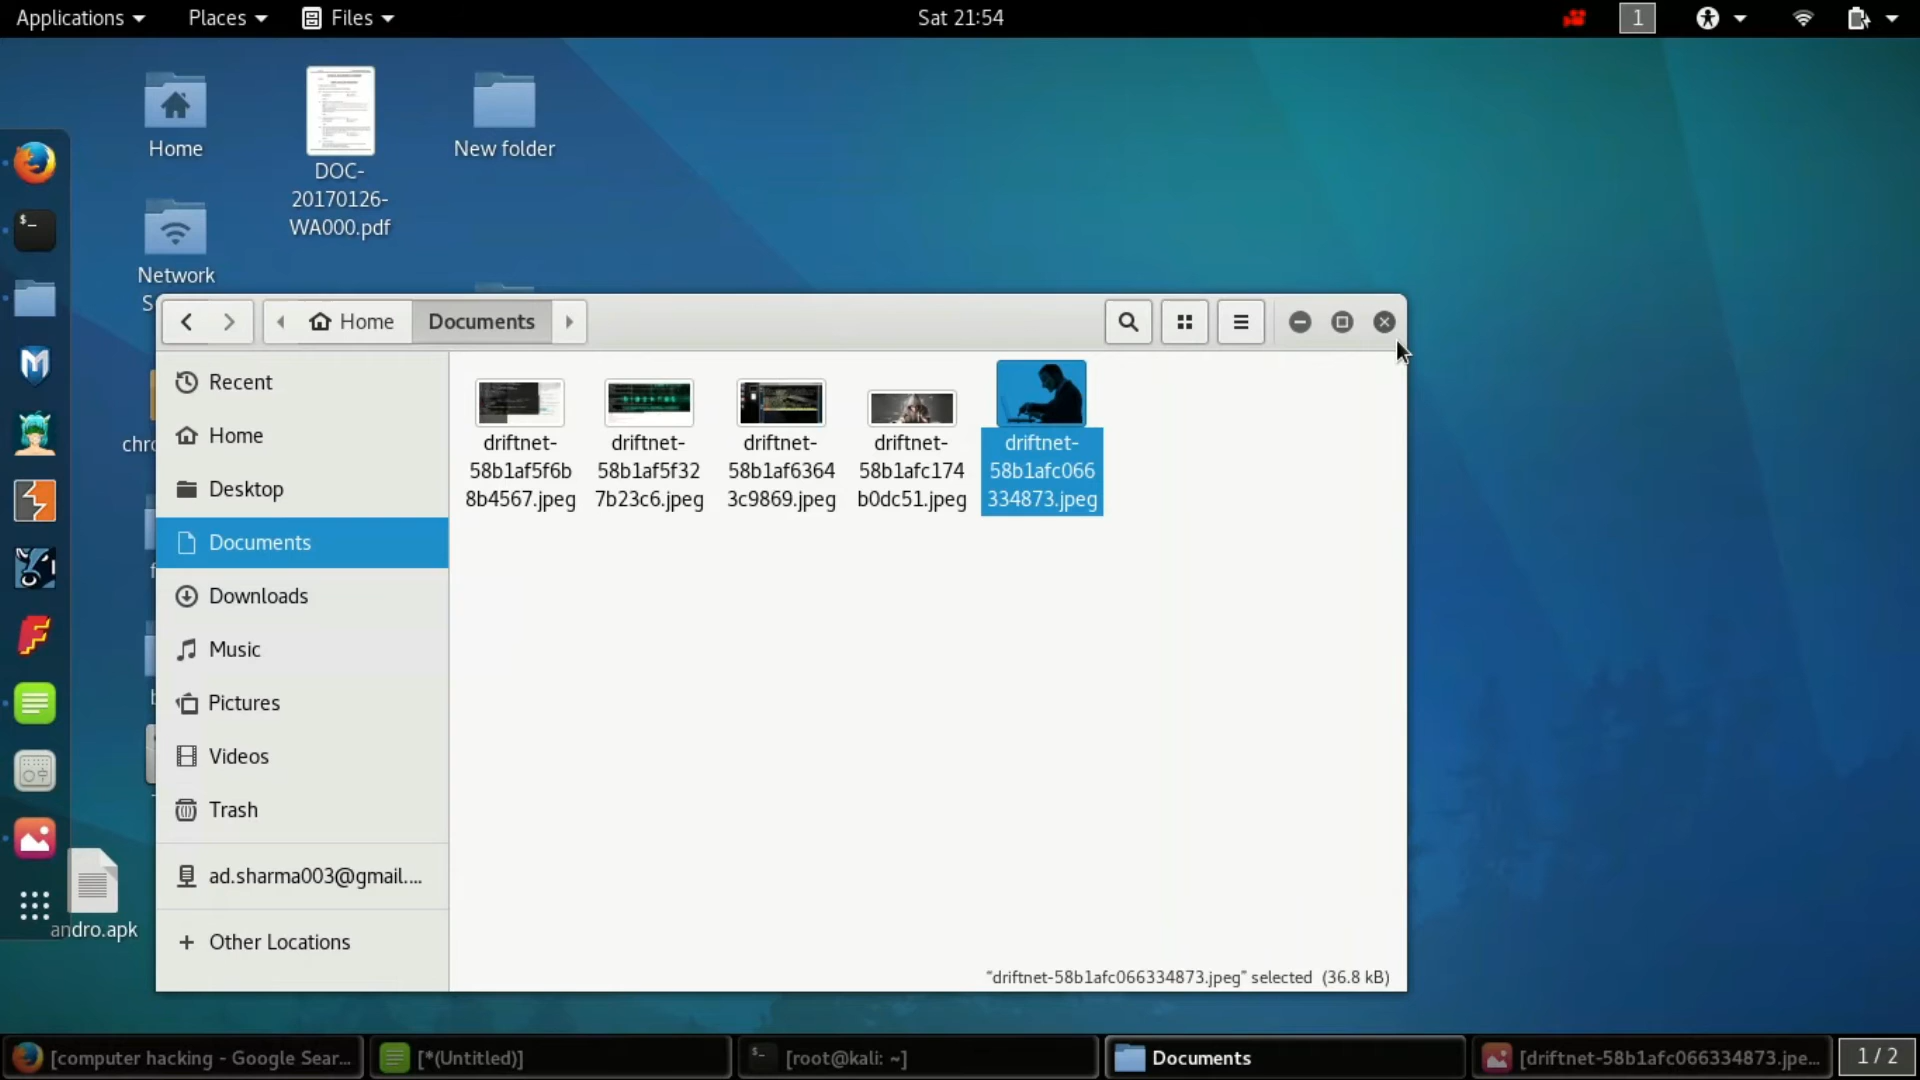 Applications Places Files Sat 21:54 1
Home
DOC-
20170126-
WA000.pdf
New folder
Network
S
Home Documents
Recent
Home
Desktop
Documents
Downloads
Music
Pictures
Videos
Trash
ad.sharma003@gmail....
Other Locations
driftnet-
58b1af5f6b
8b4567.jpeg
driftnet-
58b1af5f32
7b23c6.jpeg
driftnet-
58b1af6364
3c9869.jpeg
driftnet-
58b1afc174
b0dc51.jpeg
driftnet-
58b1afc066
334873.jpeg
"driftnet-58b1afc066334873.jpeg" selected (36.8 kB)
chro
andro.apk
[computer hacking - Google Sear... [*(Untitled)] [root@kali: ~] Documents [driftnet-58b1afc066334873.jpe... 1 / 2